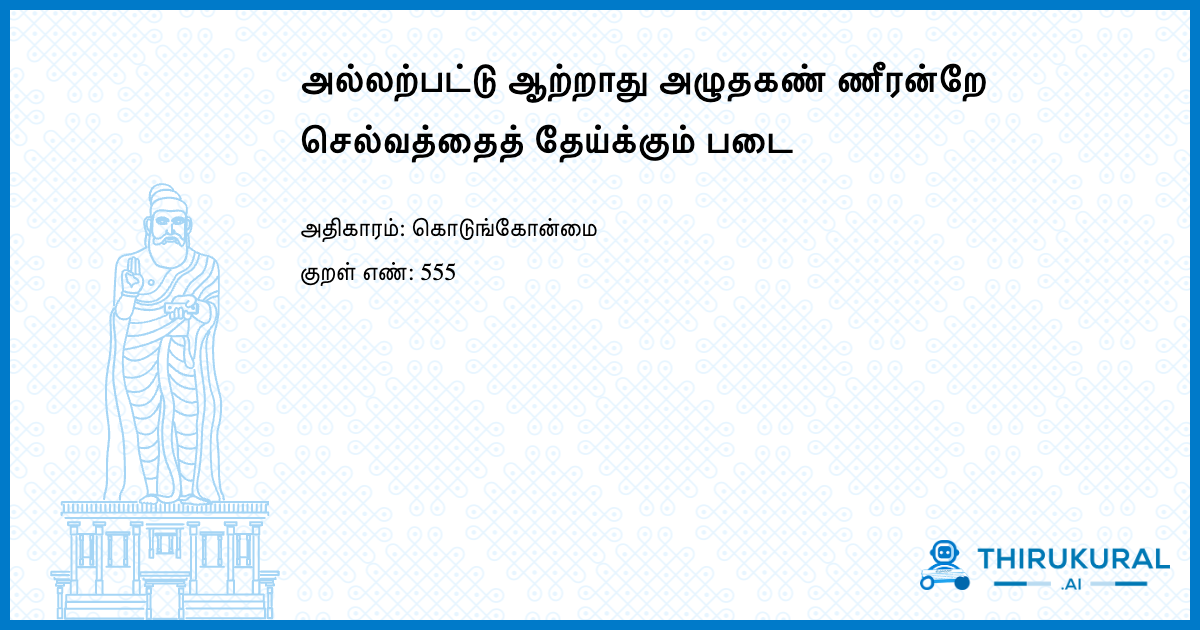 அல்லற்பட்டு ஆற்றாது அழுதகண் ணீரன்றே
செல்வத்தைத் தேய்க்கும் படை
அதிகாரம்: கொடுங்கோன்மை
குறள் எண்: 555
THIRUKURAL
.AI